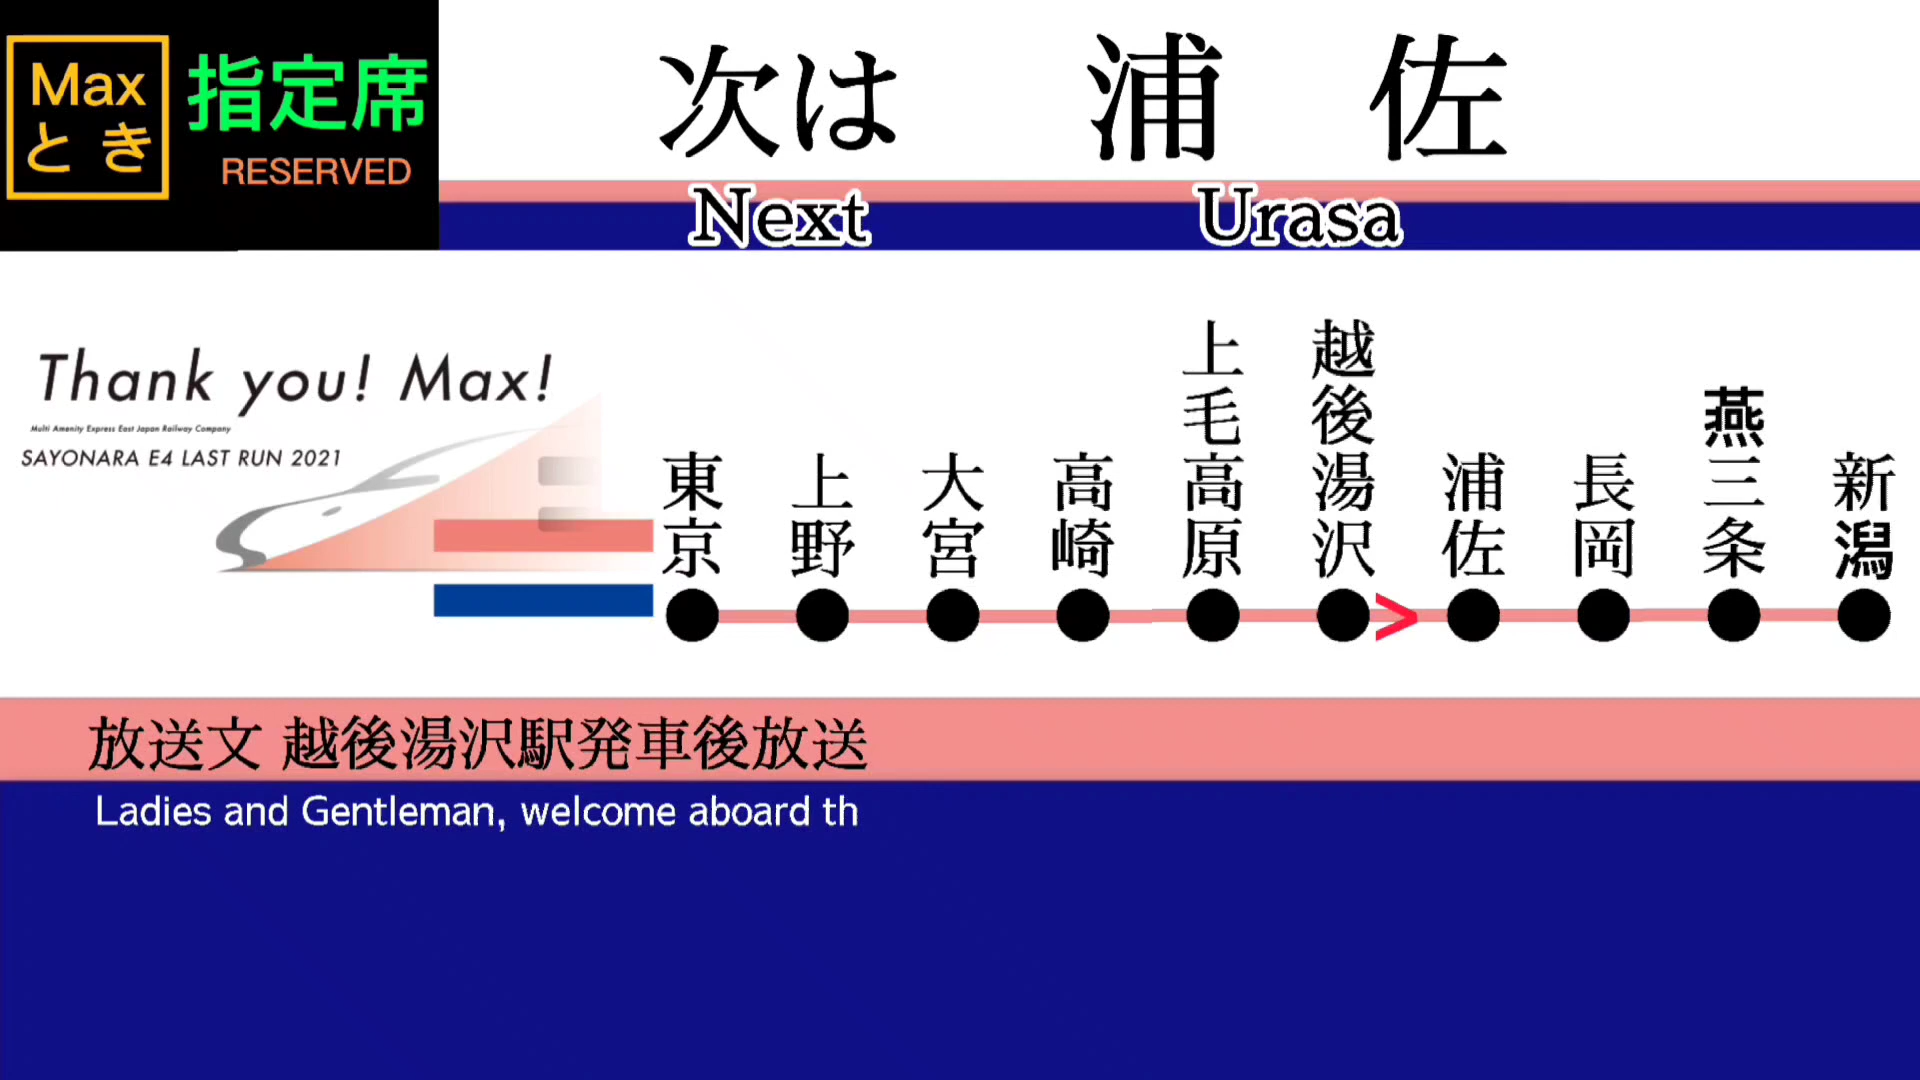 Max
とき
指定席
RESERVED
次は 浦佐
Next Urasa
Thank you! Max!
Multi Amenity Express East Japan Railway Company
SAYONARA E4 LAST RUN 2021
東京
上野
大宮
高崎
上毛高原
越後湯沢
>
浦佐
長岡
燕三条
新潟
放送文 越後湯沢駅発車後放送
Ladies and Gentleman, welcome aboard th